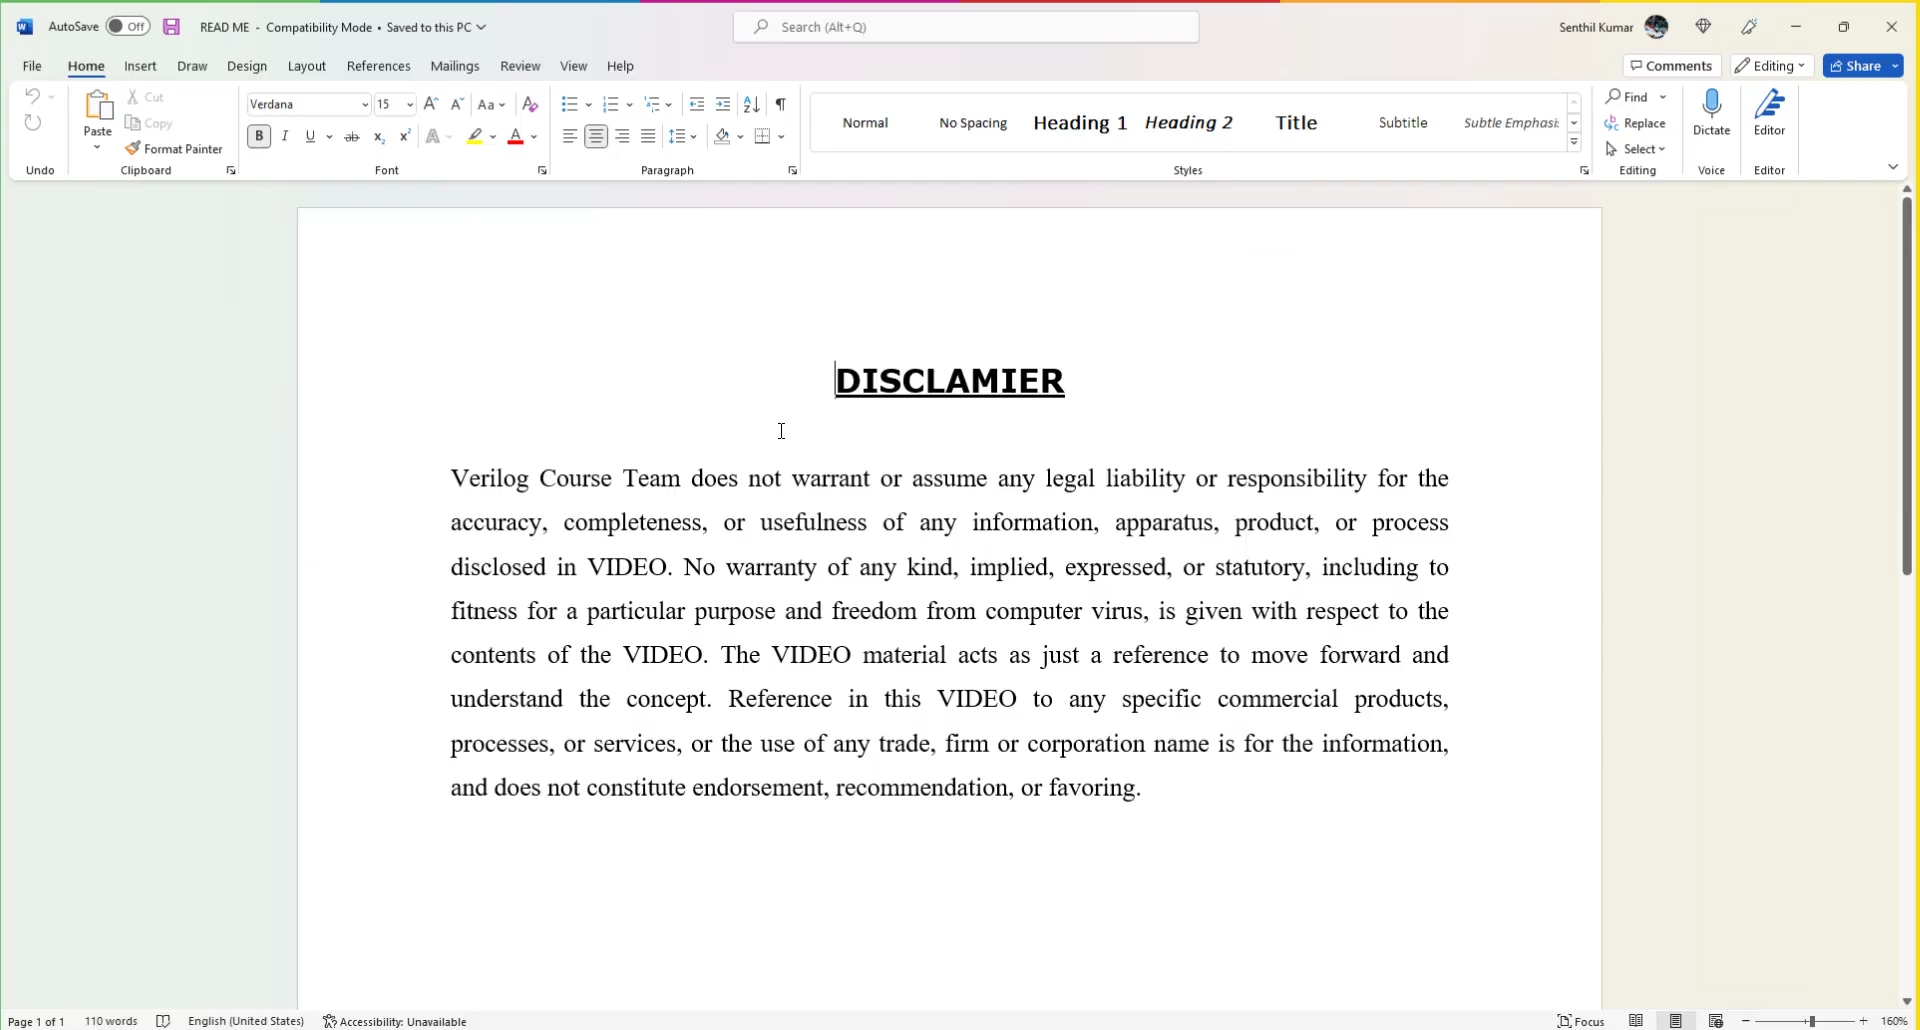 AutoSave Off READ ME - Compatibility Mode • Saved to this PC Search (Alt+Q) Senthil Kumar
File Home Insert Draw Design Layout References Mailings Review View Help Comments Editing Share
Paste Cut Copy Format Painter
Verdana 15 Aa
B I U ab x₂ x² A A
Normal No Spacing Heading 1 Heading 2 Title Subtitle Subtle Emphasi:
Find Replace Select Dictate Editor
Undo Clipboard Font Paragraph Styles Editing Voice Editor
DISCLAMIER
Verilog Course Team does not warrant or assume any legal liability or responsibility for the
accuracy, completeness, or usefulness of any information, apparatus, product, or process
disclosed in VIDEO. No warranty of any kind, implied, expressed, or statutory, including to
fitness for a particular purpose and freedom from computer virus, is given with respect to the
contents of the VIDEO. The VIDEO material acts as just a reference to move forward and
understand the concept. Reference in this VIDEO to any specific commercial products,
processes, or services, or the use of any trade, firm or corporation name is for the information,
and does not constitute endorsement, recommendation, or favoring.
Page 1 of 1 110 words English (United States) Accessibility: Unavailable Focus 160%